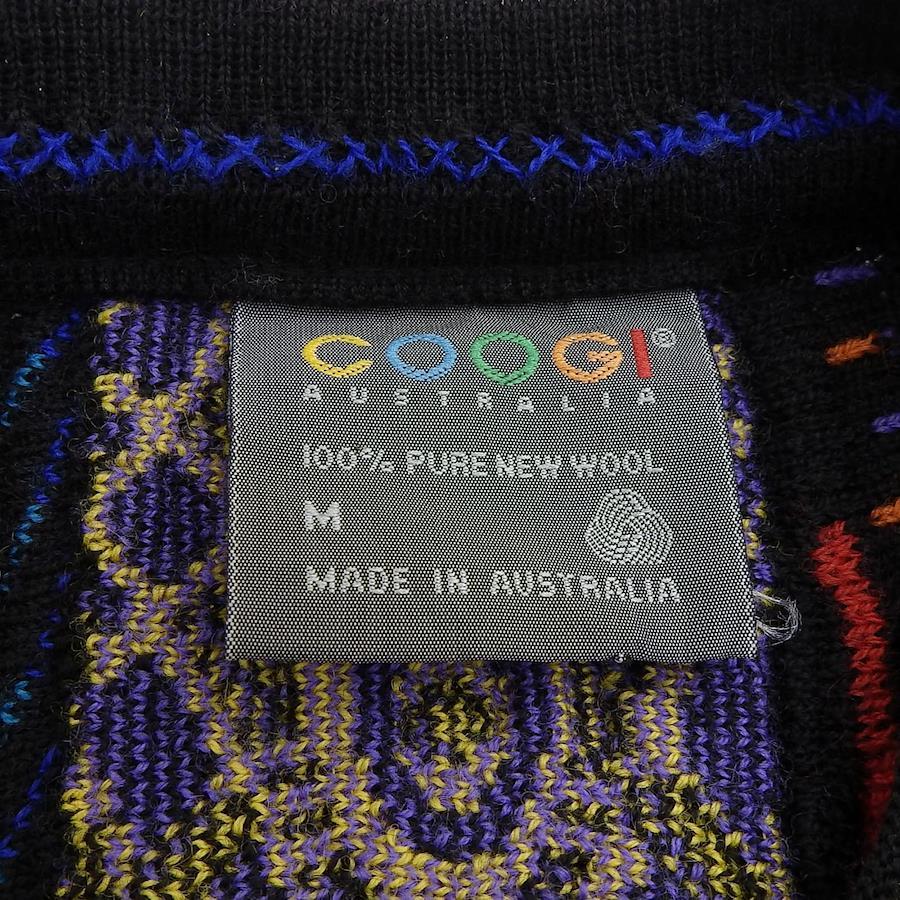 COOGI®
AUSTRALIA
100% PURE NEW WOOL
M
MADE IN AUSTRALIA